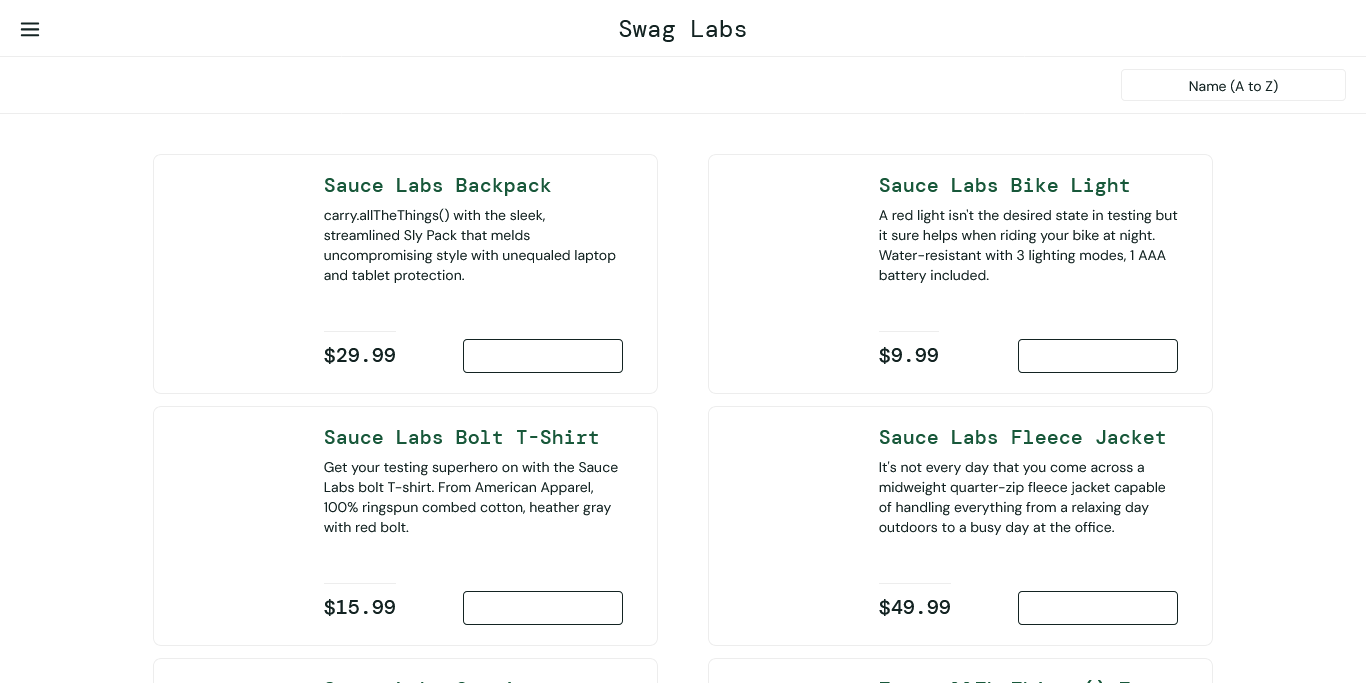 Swag Labs
Name (A to Z)
Sauce Labs Backpack
carry.allTheThings() with the sleek,
streamlined Sly Pack that melds
uncompromising style with unequaled laptop
and tablet protection.
$29.99
Sauce Labs Bike Light
A red light isn't the desired state in testing but
it sure helps when riding your bike at night.
Water-resistant with 3 lighting modes, 1 AAA
battery included.
$9.99
Sauce Labs Bolt T-Shirt
Get your testing superhero on with the Sauce
Labs bolt T-shirt. From American Apparel,
100% ringspun combed cotton, heather gray
with red bolt.
$15.99
Sauce Labs Fleece Jacket
It's not every day that you come across a
midweight quarter-zip fleece jacket capable
of handling everything from a relaxing day
outdoors to a busy day at the office.
$49.99